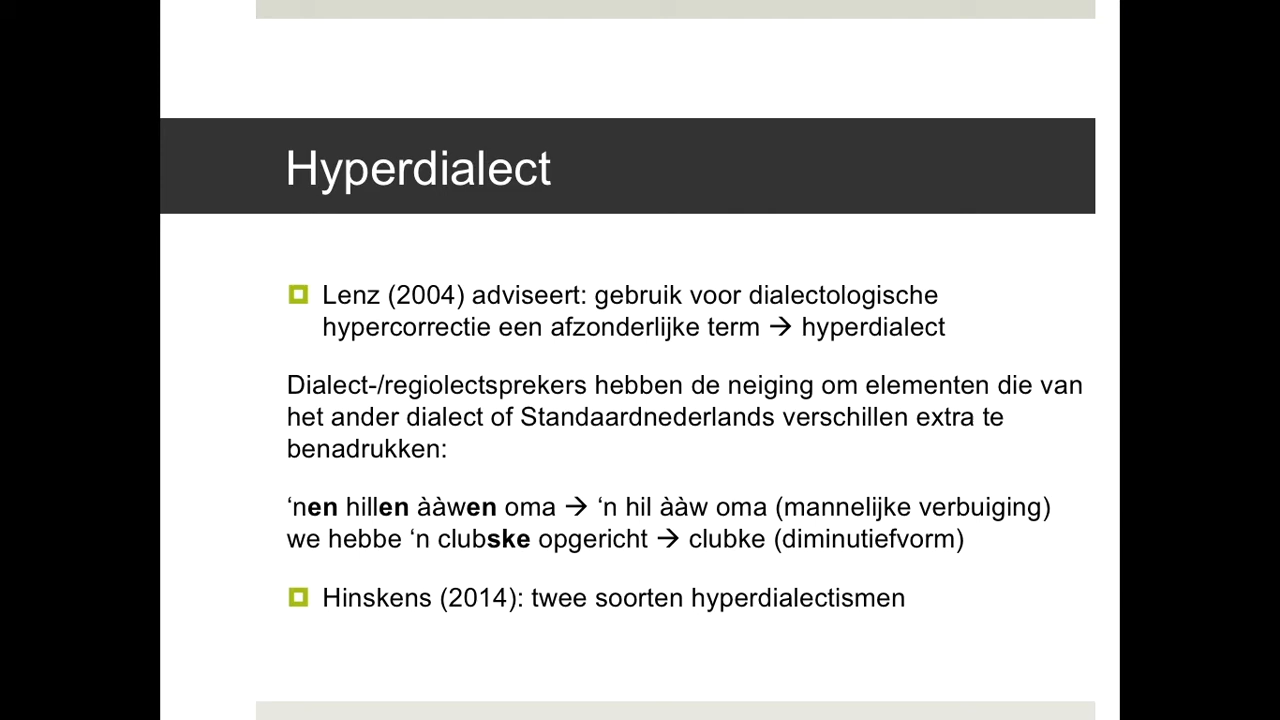 Hyperdialect
Lenz (2004) adviseert: gebruik voor dialectologische
hypercorrectie een afzonderlijke term → hyperdialect
Dialect-/regiolectsprekers hebben de neiging om elementen die van
het ander dialect of Standaardnederlands verschillen extra te
benadrukken:
‘nen hillen ààwen oma → ‘n hil ààw oma (mannelijke verbuiging)
we hebbe ‘n clubske opgericht → clubke (diminutiefvorm)
Hinskens (2014): twee soorten hyperdialectismen